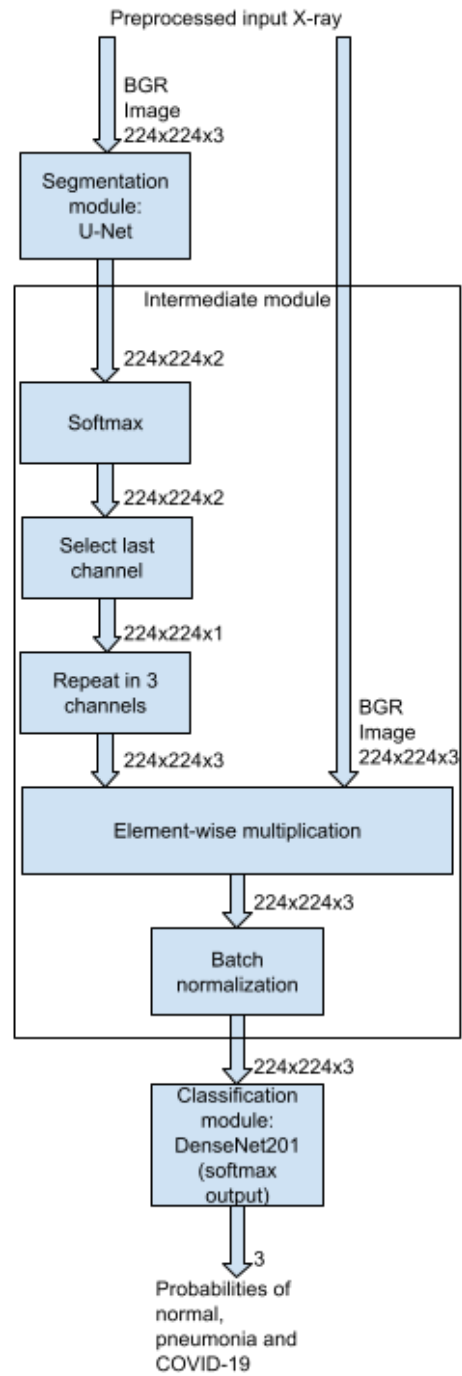 Preprocessed input X-ray
BGR
Image
224x224x3
Segmentation
module:
U-Net
Intermediate module
224x224x2
Softmax
224x224x2
Select last
channel
224x224x1
Repeat in 3
channels
224x224x3
BGR
Image
224x224x3
Element-wise multiplication
224x224x3
Batch
normalization
224x224x3
Classification
module:
DenseNet201
(softmax
output)
3
Probabilities of
normal,
pneumonia and
COVID-19